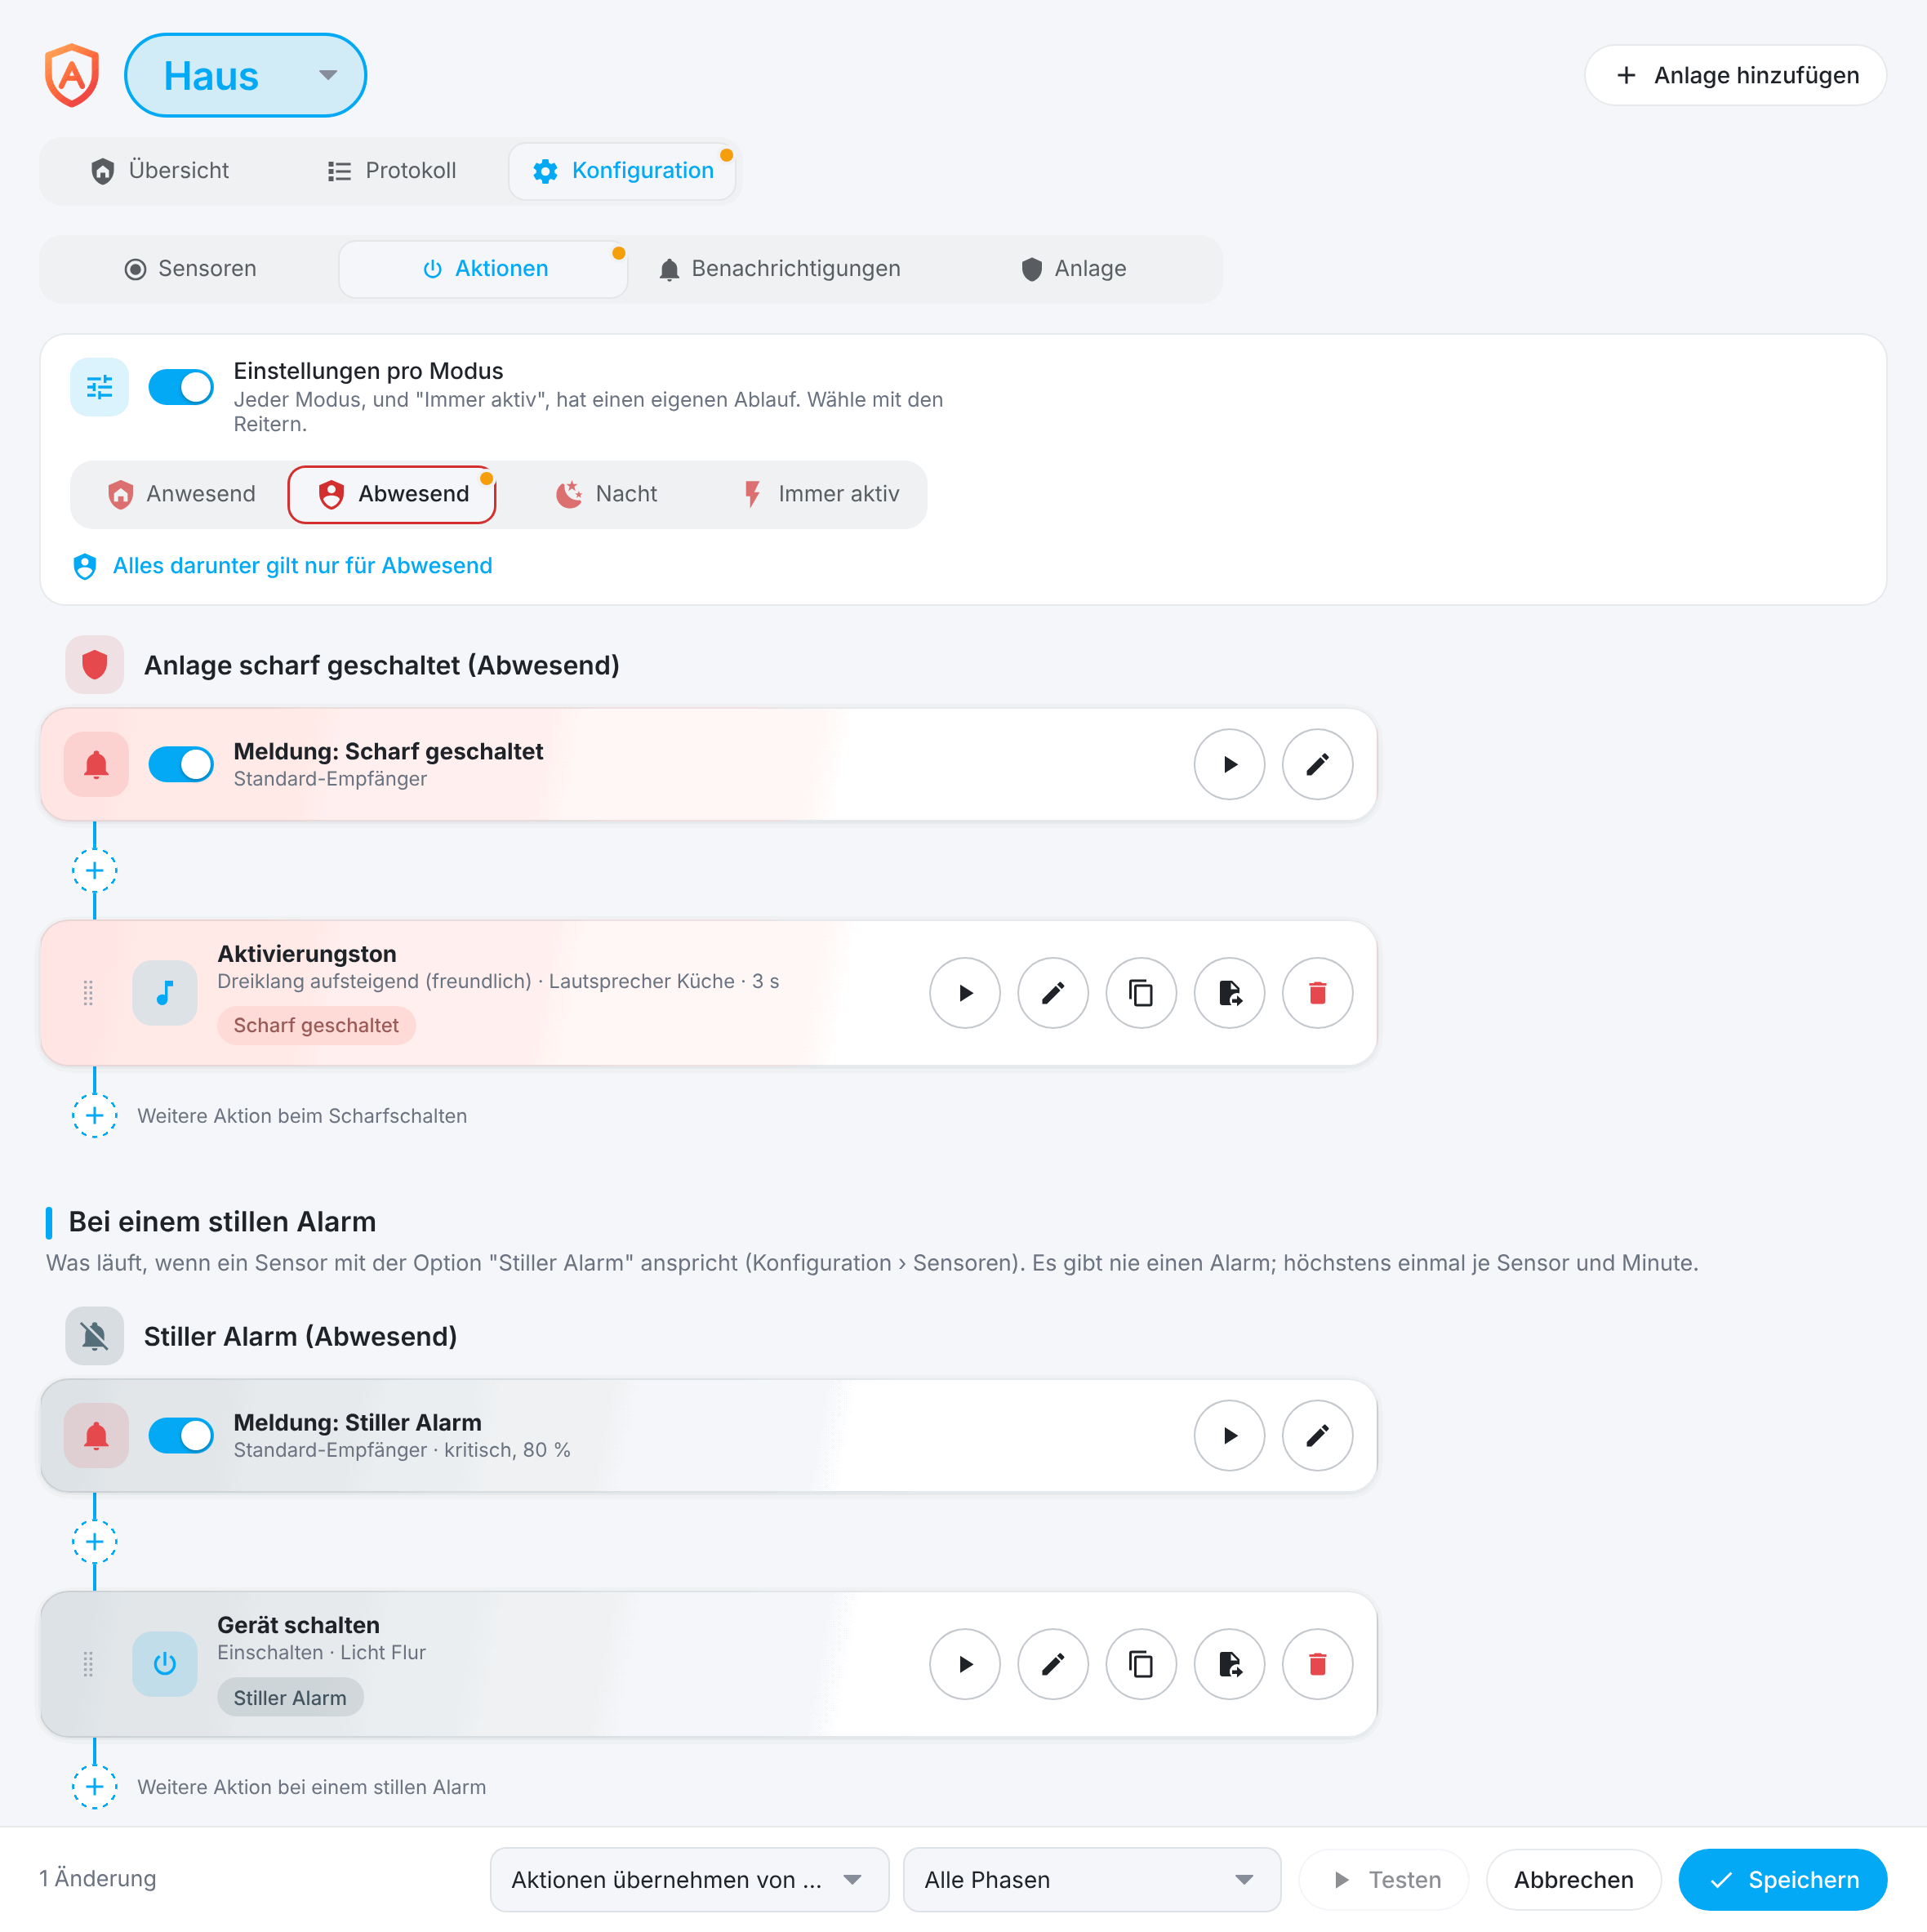 Haus
Anlage hinzufügen
Übersicht
Protokoll
Konfiguration
Sensoren
Aktionen
Benachrichtigungen
Anlage
Einstellungen pro Modus
Jeder Modus, und "Immer aktiv", hat einen eigenen Ablauf. Wähle mit den
Reitern.
Anwesend
Abwesend
Nacht
Immer aktiv
Alles darunter gilt nur für Abwesend
Anlage scharf geschaltet (Abwesend)
Meldung: Scharf geschaltet
Standard-Empfänger
Aktivierungston
Dreiklang aufsteigend (freundlich) · Lautsprecher Küche · 3 s
Scharf geschaltet
Weitere Aktion beim Scharfschalten
Bei einem stillen Alarm
Was läuft, wenn ein Sensor mit der Option "Stiller Alarm" anspricht (Konfiguration › Sensoren). Es gibt nie einen Alarm; höchstens einmal je Sensor und Minute.
Stiller Alarm (Abwesend)
Meldung: Stiller Alarm
Standard-Empfänger · kritisch, 80 %
Gerät schalten
Einschalten · Licht Flur
Stiller Alarm
Weitere Aktion bei einem stillen Alarm
1 Änderung
Aktionen übernehmen von ...
Alle Phasen
Testen
Abbrechen
Speichern